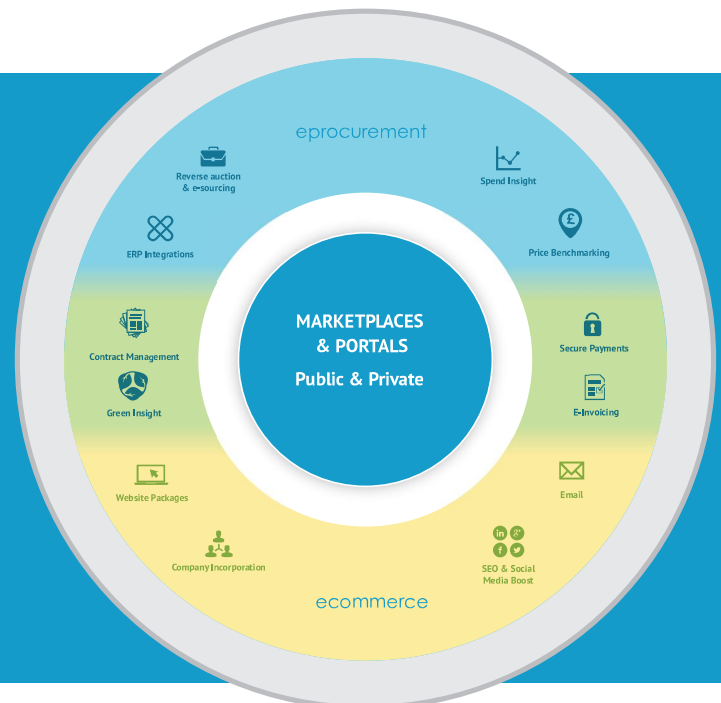 eprocurement
Reverse auction
& e-sourcing
Spend Insight
ERP Integrations
£
Price Benchmarking
MARKETPLACES
& PORTALS
Public & Private
Contract Management
Secure Payments
Green Insight
E-Invoicing
Website Packages
Email
Company Incorporation
in g+
f
SEO & Social
Media Boost
ecommerce